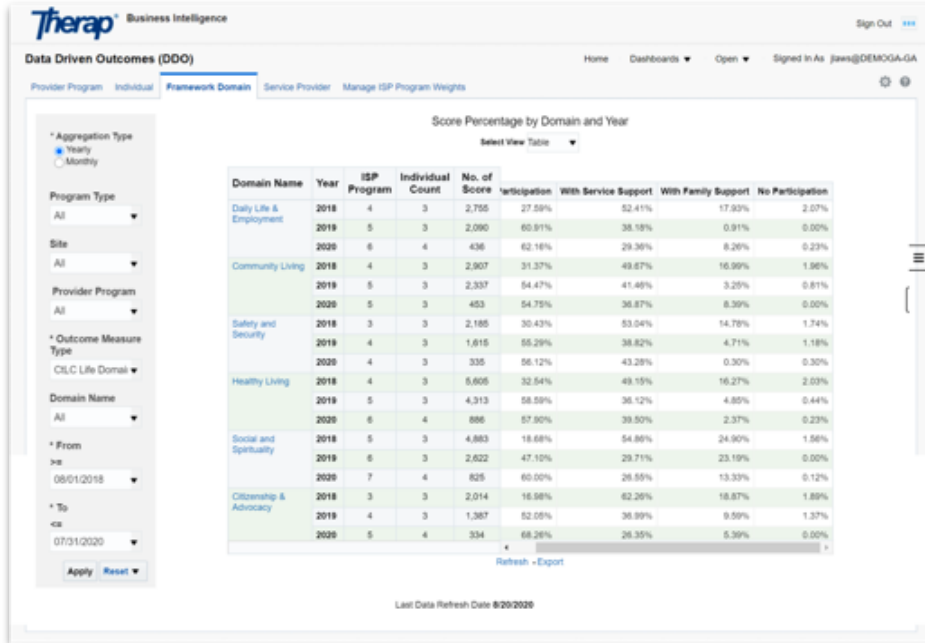 Therap® Business Intelligence
Sign Out
Data Driven Outcomes (DDO)
Home Dashboards Open Signed In As jlaws@DEMOGA-GA
Provider Program Individual Framework Domain Service Provider Manage ISP Program Weights
* Aggregation Type
Yearly
Monthly
Program Type
All
Site
All
Provider Program
All
* Outcome Measure
Type
CtLC Life Domai
Domain Name
All
* From
>=
08/01/2018
* To
<=
07/31/2020
Apply Reset
Score Percentage by Domain and Year
Select View Table
Domain Name Year ISP Program Individual Count No. of Score Participation With Service Support With Family Support No Participation
Daily Life & Employment 2018 4 3 2,755 27.59% 52.41% 17.93% 2.07%
2019 5 3 2,090 60.91% 38.18% 0.91% 0.00%
2020 6 4 436 62.16% 29.36% 8.26% 0.23%
Community Living 2018 4 3 2,907 31.37% 49.67% 16.99% 1.96%
2019 5 3 2,337 54.47% 41.46% 3.25% 0.81%
2020 5 3 453 54.75% 36.87% 8.39% 0.00%
Safety and Security 2018 3 3 2,185 30.43% 53.04% 14.78% 1.74%
2019 4 3 1,615 55.29% 38.82% 4.71% 1.18%
2020 4 3 335 56.12% 43.28% 0.30% 0.30%
Healthy Living 2018 4 3 5,605 32.54% 49.15% 16.27% 2.03%
2019 5 3 4,313 58.59% 36.12% 4.85% 0.44%
2020 6 4 886 57.90% 39.50% 2.37% 0.23%
Social and Spirituality 2018 5 3 4,883 18.68% 54.86% 24.90% 1.56%
2019 6 3 2,622 47.10% 29.71% 23.19% 0.00%
2020 7 4 825 60.00% 26.55% 13.33% 0.12%
Citizenship & Advocacy 2018 3 3 2,014 16.98% 62.26% 18.87% 1.89%
2019 4 3 1,387 52.05% 36.99% 9.59% 1.37%
2020 5 4 334 68.26% 26.35% 5.39% 0.00%
Refresh - Export
Last Data Refresh Date 8/20/2020